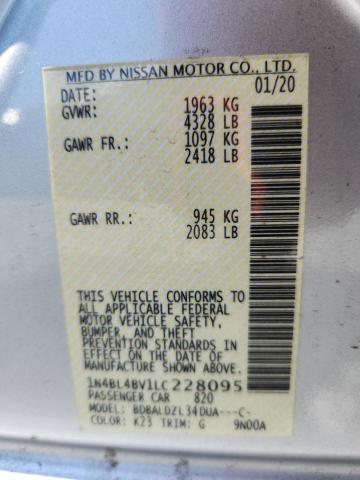 MFD BY NISSAN MOTOR CO., LTD.
DATE: 01/20
GVWR: 1963 KG
4328 LB
GAWR FR.: 1097 KG
2418 LB
GAWR RR.: 945 KG
2083 LB
THIS VEHICLE CONFORMS TO
ALL APPLICABLE FEDERAL
MOTOR VEHICLE SAFETY,
BUMPER, AND THEFT
PREVENTION STANDARDS
IN EFFECT ON THE DATE OF
MANUFACTURE SHOWN ABOVE.
1N4BL4BV1LC228095
PASSENGER CAR 820
MODEL: BDBALDZL34DUA---C-
COLOR: K23 TRIM: G 9N00A